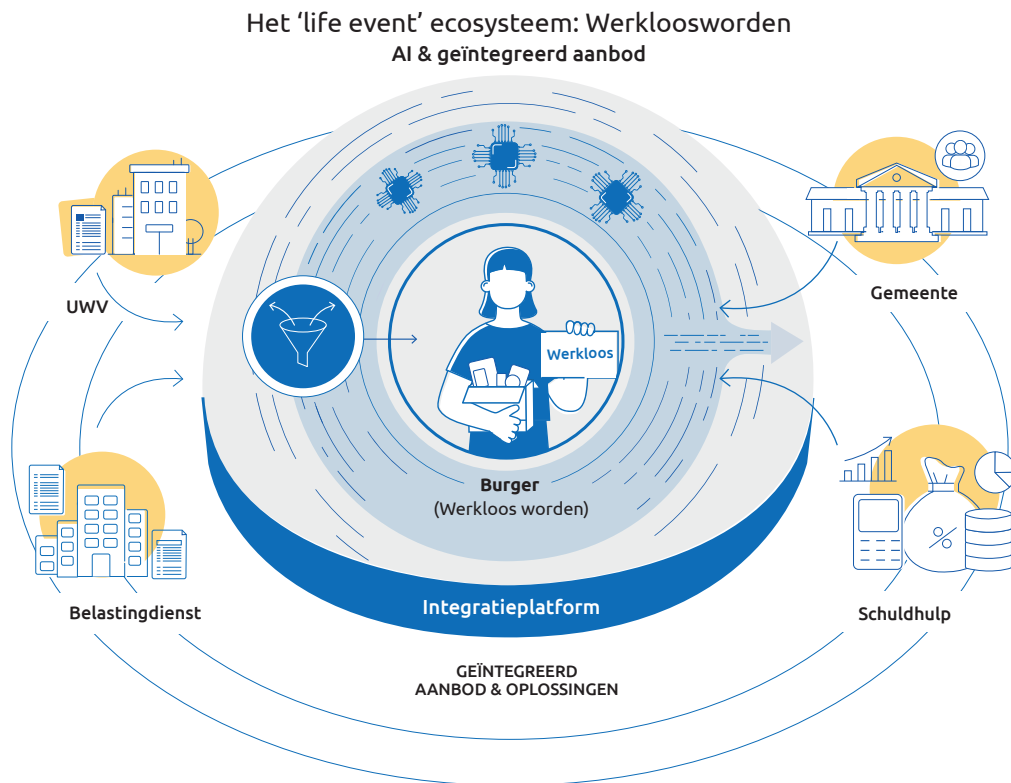 Het ‘life event’ ecosysteem: Werkloosworden
AI & geïntegreerd aanbod
UWV
Gemeente
Werkloos
Burger
(Werkloos worden)
Belastingdienst
Integratieplatform
Schuldhulp
GEÏNTEGREERD
AANBOD & OPLOSSINGEN